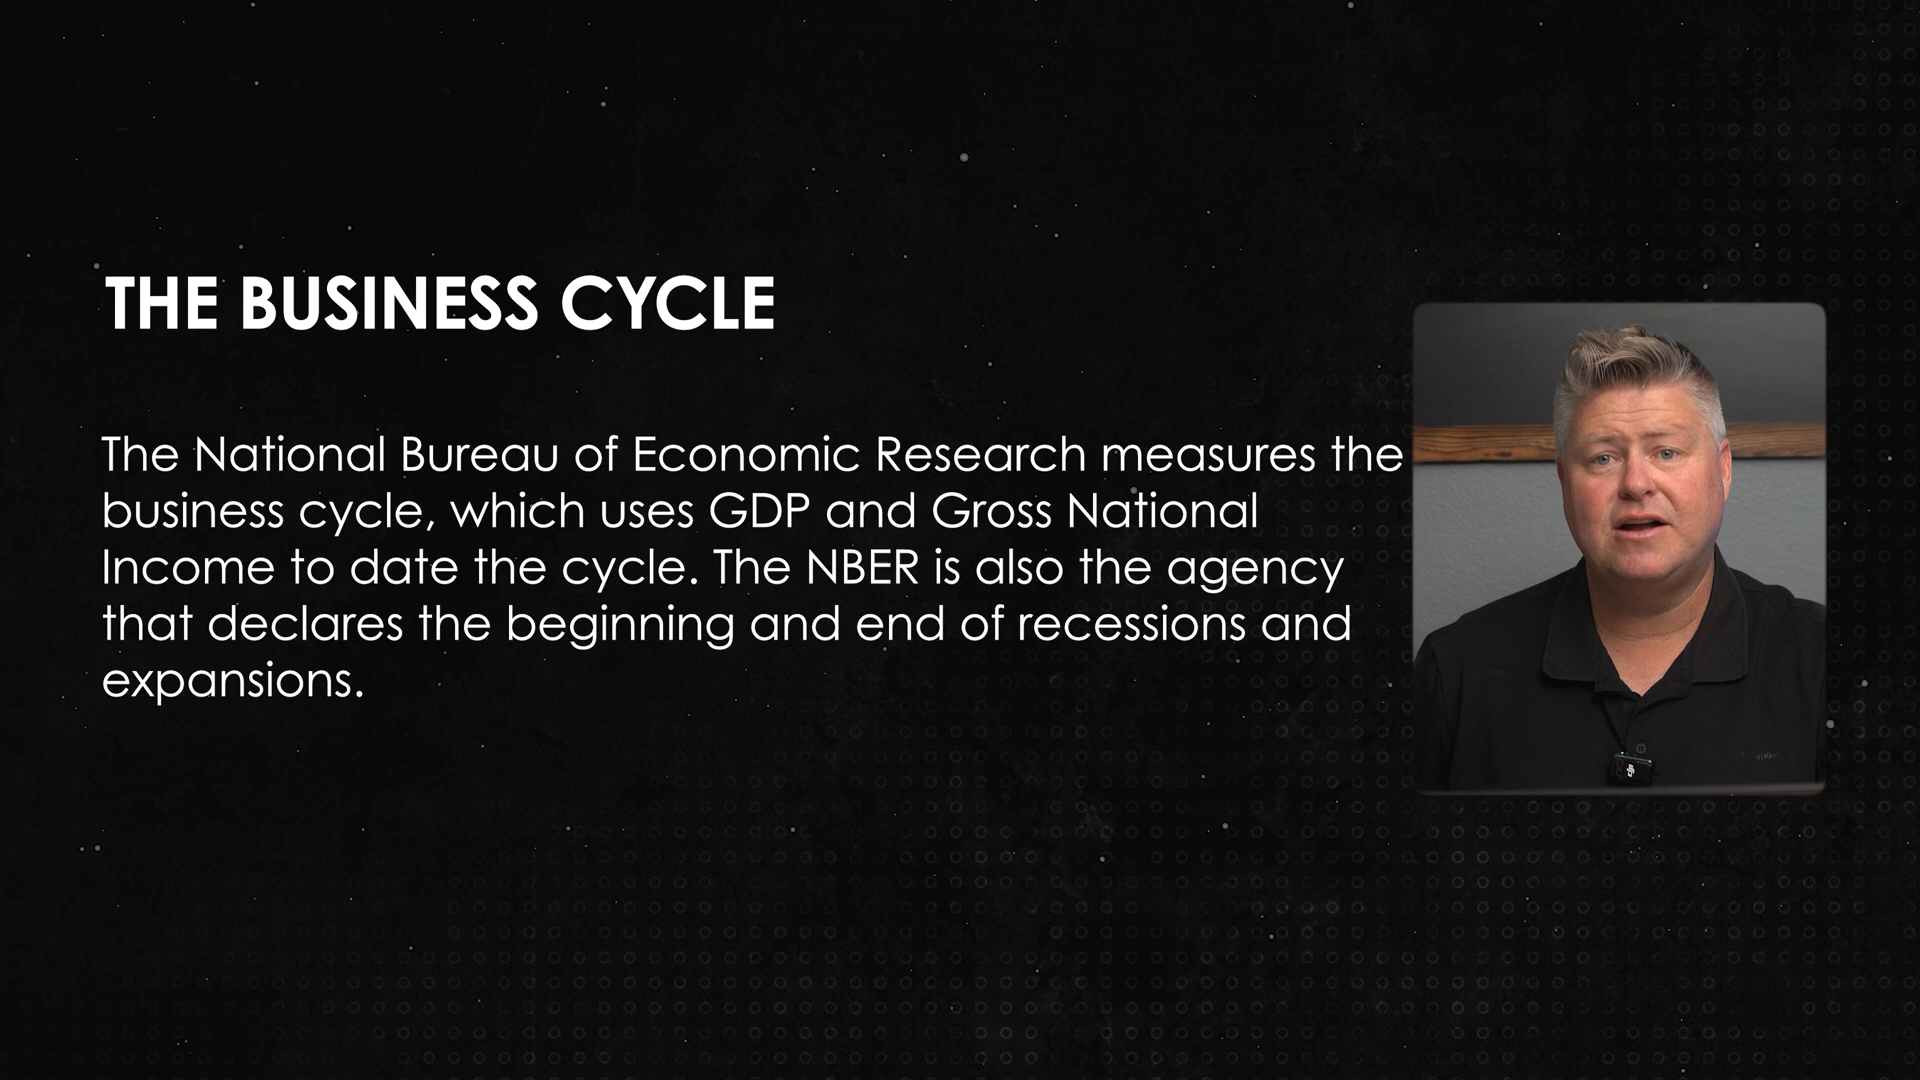 THE BUSINESS CYCLE
The National Bureau of Economic Research measures the
business cycle, which uses GDP and Gross National
Income to date the cycle. The NBER is also the agency
that declares the beginning and end of recessions and
expansions.